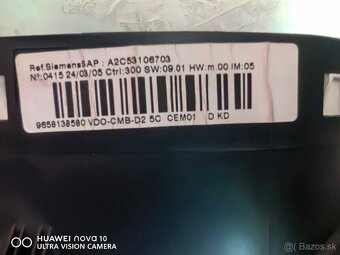 Ref.SiemensSAP : A2C53106703
Nº:0415 24/03/05 Ctrl:300 SW:09.01 HW:m.00 IM:05
9658138580 VDO-CMB-D2 5C CEM01 D KD
HUAWEI nova 10
ULTRA VISION CAMERA
Bazos.sk